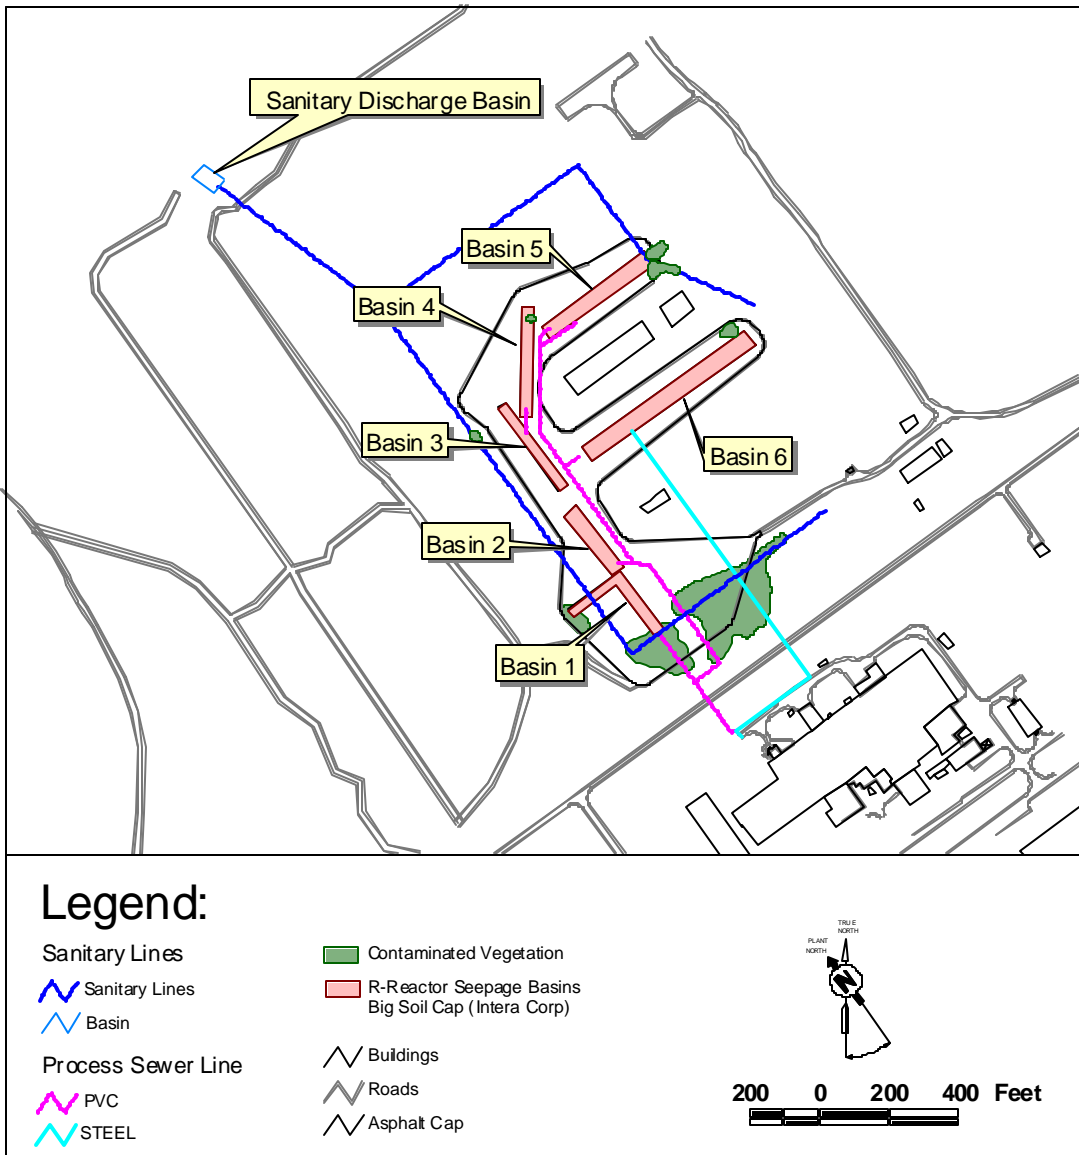 Sanitary Discharge Basin
Basin 5
Basin 4
Basin 3
Basin 6
Basin 2
Basin 1
Legend:
Sanitary Lines
Sanitary Lines
Basin
Process Sewer Line
PVC
STEEL
Contaminated Vegetation
R-Reactor Seepage Basins
Big Soil Cap (Intera Corp)
Buildings
Roads
Asphalt Cap
TRUE
NORTH
PLANT
NORTH
N
200 0 200 400 Feet